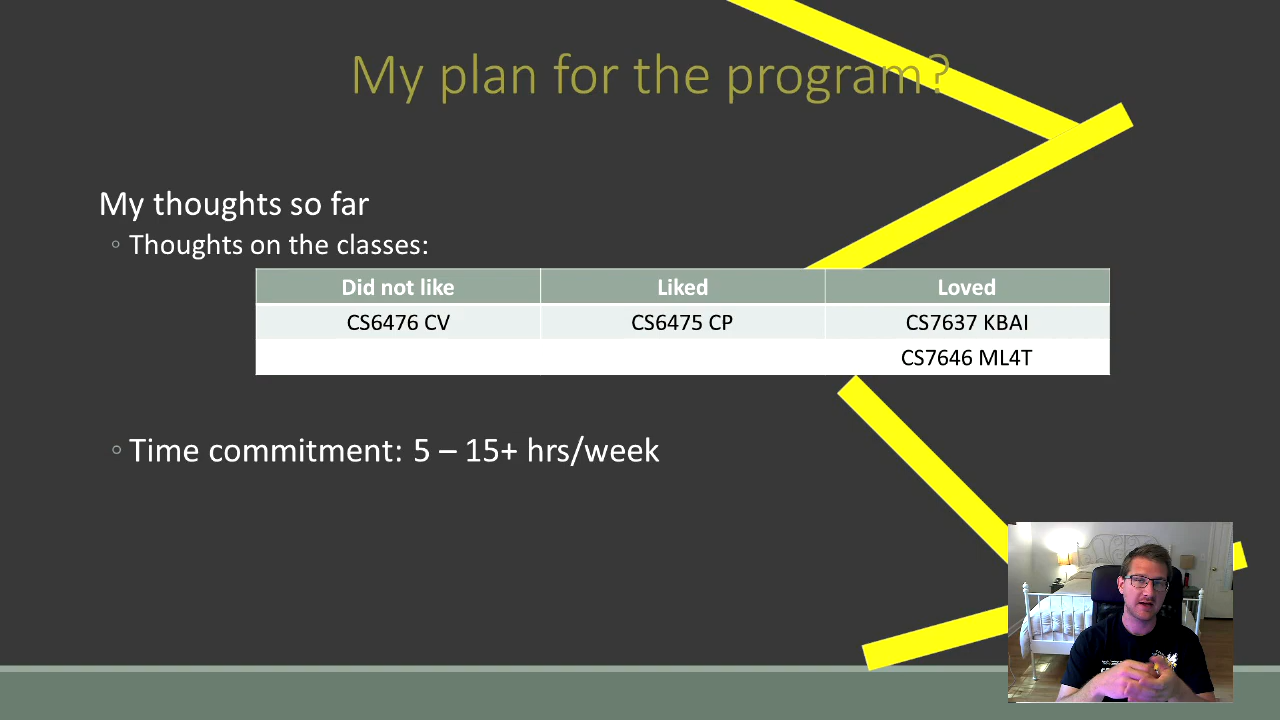 My plan for the program?
My thoughts so far
◦ Thoughts on the classes:
Did not like Liked Loved
CS6476 CV CS6475 CP CS7637 KBAI
CS7646 ML4T
◦ Time commitment: 5 – 15+ hrs/week